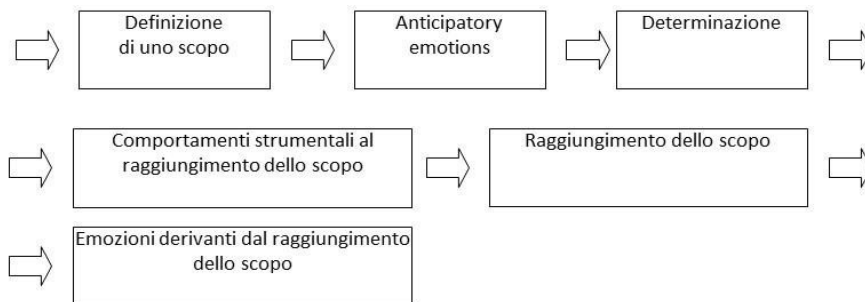 Definizione
di uno scopo
Anticipatory
emotions
Determinazione
Comportamenti strumentali al
raggiungimento dello scopo
Raggiungimento dello scopo
Emozioni derivanti dal raggiungimento
dello scopo